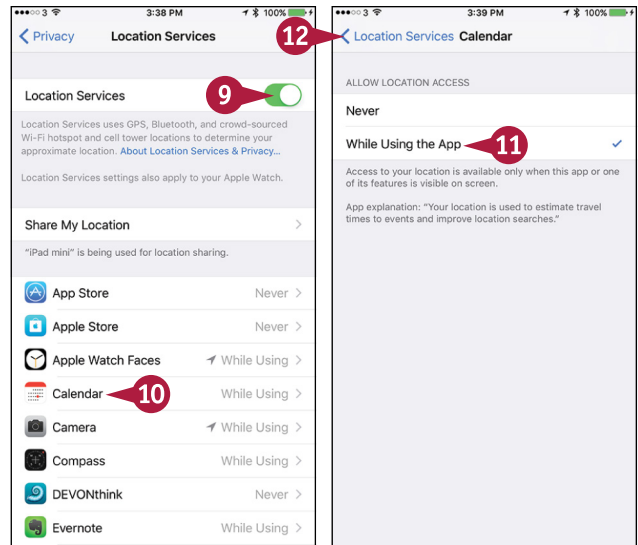 3 3:38 PM 100%
Privacy Location Services
Location Services
9
Location Services uses GPS, Bluetooth, and crowd-sourced
Wi-Fi hotspot and cell tower locations to determine your
approximate location. About Location Services & Privacy...
Location Services settings also apply to your Apple Watch.
Share My Location
“iPad mini” is being used for location sharing.
App Store Never
Apple Store Never
Apple Watch Faces While Using
Calendar 10 While Using
Camera While Using
Compass While Using
DEVONthink Never
Evernote While Using
3 3:39 PM 100%
12 Location Services Calendar
ALLOW LOCATION ACCESS
Never
While Using the App 11
Access to your location is available only when this app or one
of its features is visible on screen.
App explanation: “Your location is used to estimate travel
times to events and improve location searches.”